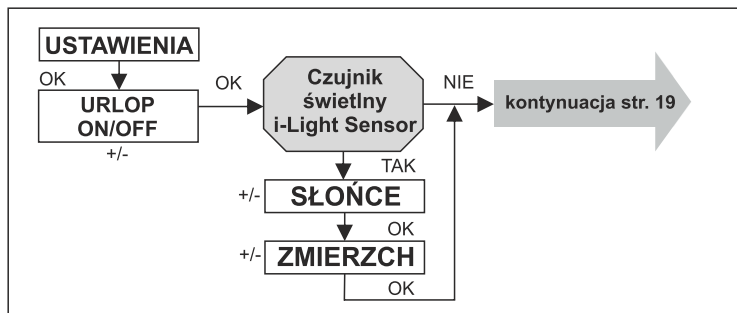 USTAWIENIA
OK
URLOP
ON/OFF
+/-
OK
Czujnik
świetlny
i-Light Sensor
NIE
kontynuacja str. 19
TAK
+/-
SŁOŃCE
OK
+/-
ZMIERZCH
OK